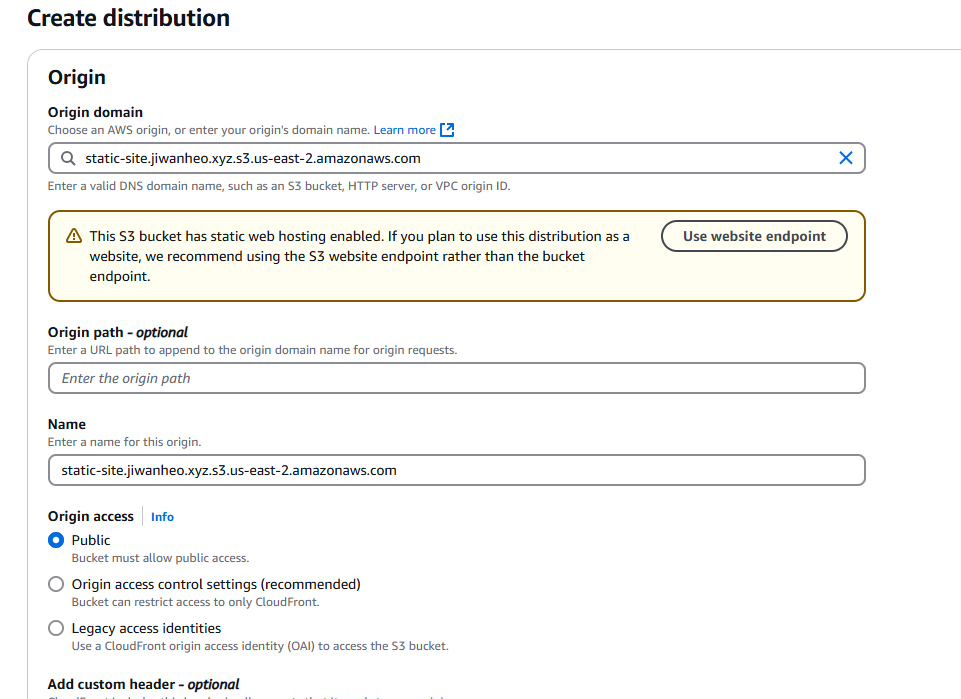 Create distribution
Origin
Origin domain
Choose an AWS origin, or enter your origin's domain name. Learn more
static-site.jiwanheo.xyz.s3.us-east-2.amazonaws.com
Enter a valid DNS domain name, such as an S3 bucket, HTTP server, or VPC origin ID.
This S3 bucket has static web hosting enabled. If you plan to use this distribution as a
website, we recommend using the S3 website endpoint rather than the bucket
endpoint.
Use website endpoint
Origin path - optional
Enter a URL path to append to the origin domain name for origin requests.
Enter the origin path
Name
Enter a name for this origin.
static-site.jiwanheo.xyz.s3.us-east-2.amazonaws.com
Origin access Info
Public
Bucket must allow public access.
Origin access control settings (recommended)
Bucket can restrict access to only CloudFront.
Legacy access identities
Use a CloudFront origin access identity (OAI) to access the S3 bucket.
Add custom header - optional